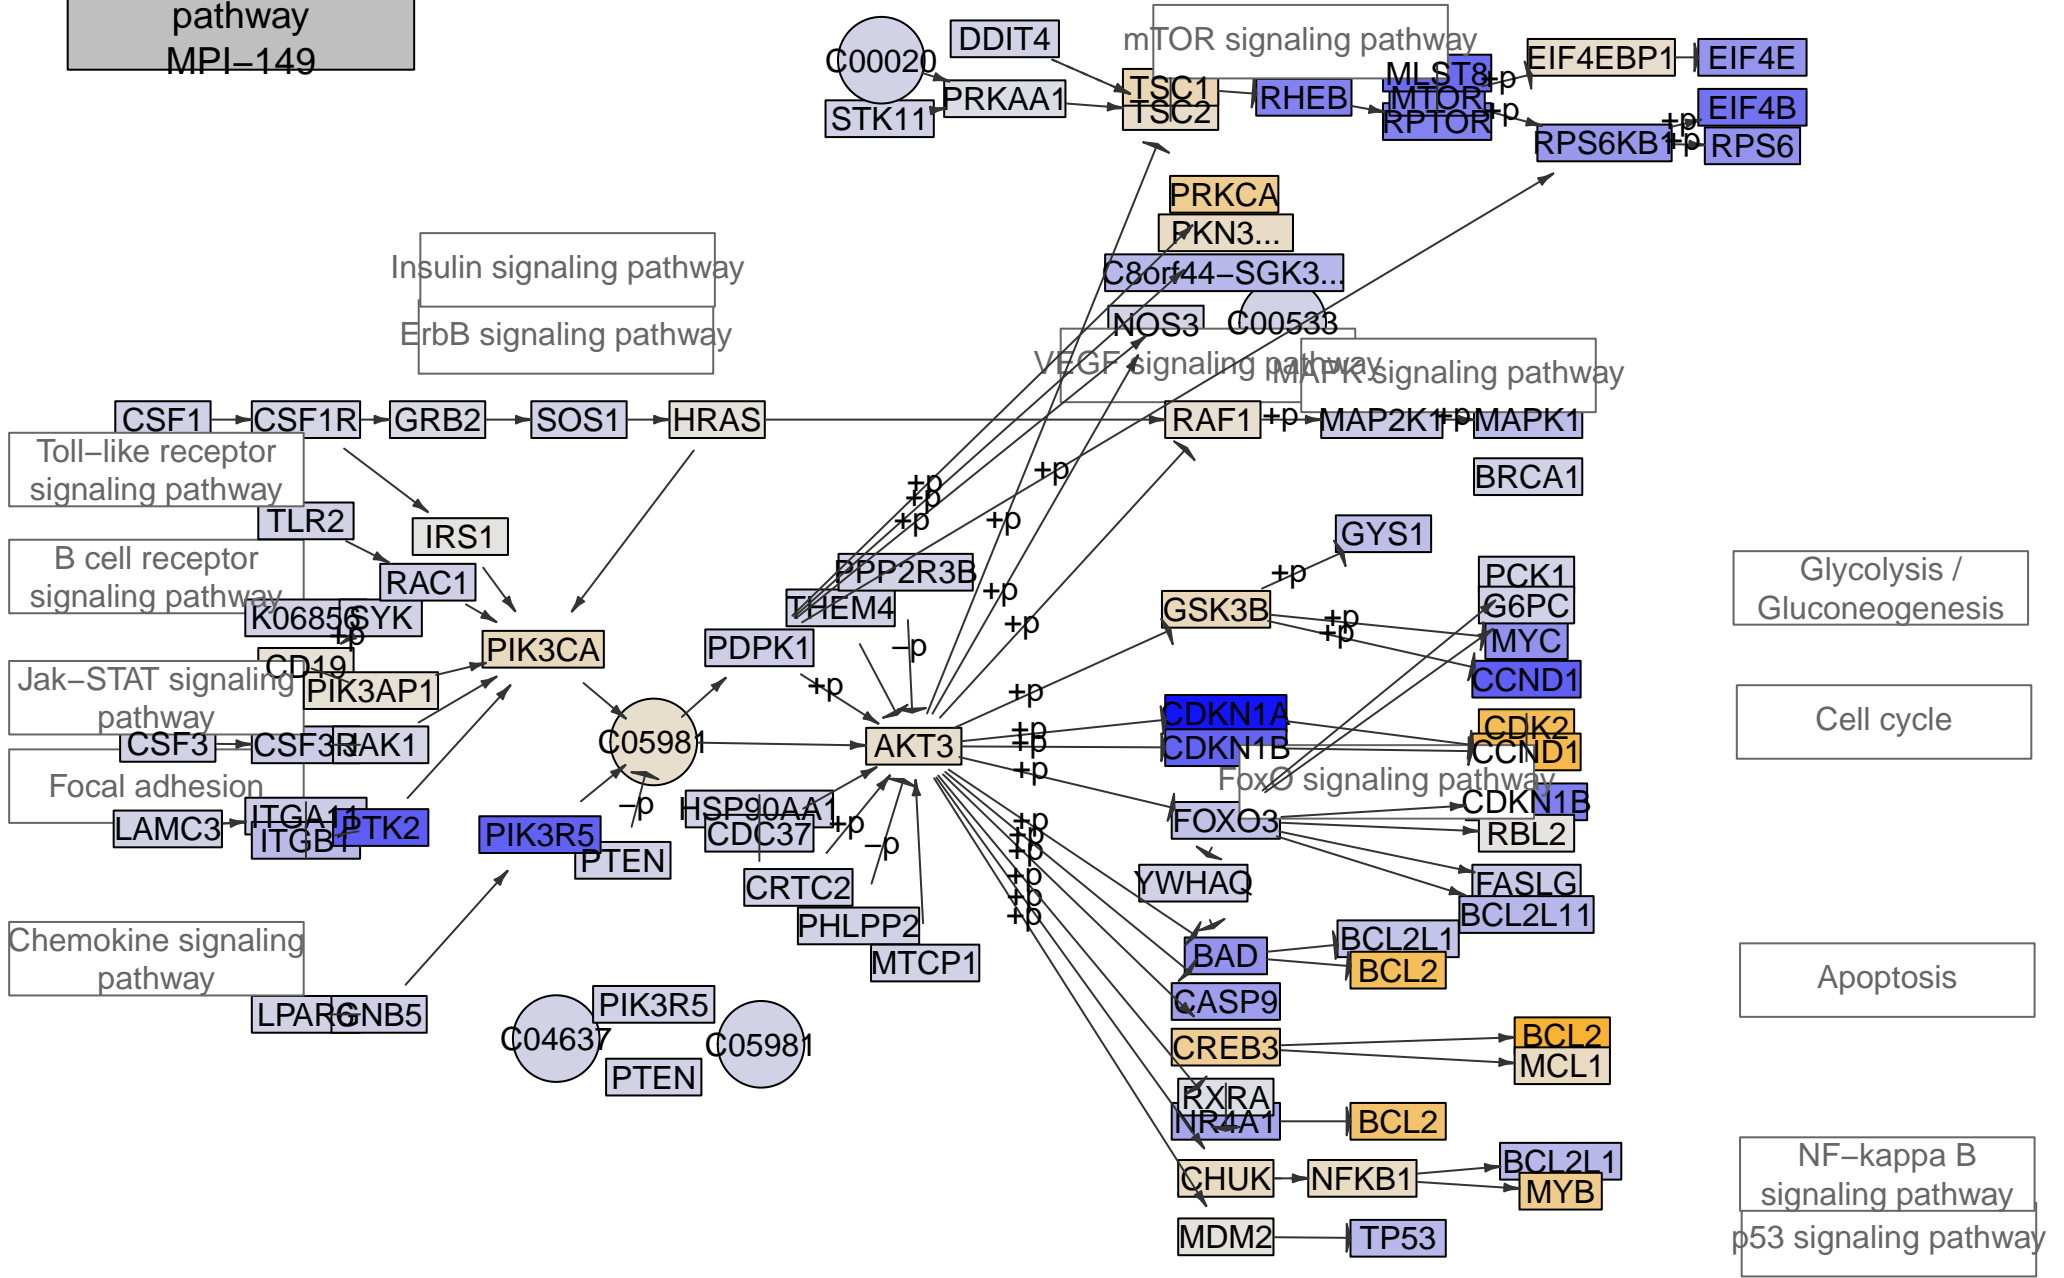 pathway
MPI−149
C00020
DDIT4
mTOR signaling pathway
STK11
PRKAA1
TSC1
TSC2
RHEB
MLST8
MTOR
RPTOR
+p
+p
EIF4EBP1
EIF4E
RPS6KB1
+p
+p
EIF4B
RPS6
PRKCA
PKN3...
C8orf44−SGK3...
NOS3
C00533
Insulin signaling pathway
ErbB signaling pathway
VEGF signaling pathway
MAPK signaling pathway
CSF1
CSF1R
GRB2
SOS1
HRAS
RAF1
+p
MAP2K1
+p
MAPK1
BRCA1
Toll−like receptor
signaling pathway
TLR2
IRS1
+p
+p
+p
+p
+p
GYS1
B cell receptor
signaling pathway
RAC1
K06856
SYK
+p
CD19
PIK3AP1
PIK3CA
PDPK1
PPP2R3B
THEM4
−p
+p
+p
+p
GSK3B
+p
+p
+p
PCK1
G6PC
MYC
CCND1
Glycolysis /
Gluconeogenesis
Jak−STAT signaling
pathway
CSF3
CSF3R
JAK1
C05981
AKT3
+p
+p
+p
+p
CDKN1A
CDKN1B
CDK2
CCND1
Cell cycle
FoxO signaling pathway
Focal adhesion
LAMC3
ITGA11
ITGB1
PTK2
PIK3R5
PTEN
−p
HSP90AA1
CDC37
+p
−p
CRTC2
PHLPP2
MTCP1
+p
+p
+p
+p
+p
+p
FOXO3
CDKN1B
RBL2
YWHAQ
FASLG
BCL2L11
BAD
BCL2L1
BCL2
Apoptosis
Chemokine signaling
pathway
LPAR6
GNB5
C04637
PIK3R5
PTEN
C05981
CASP9
CREB3
BCL2
MCL1
RXRA
NR4A1
BCL2
CHUK
NFKB1
BCL2L1
MYB
NF−kappa B
signaling pathway
MDM2
TP53
p53 signaling pathway